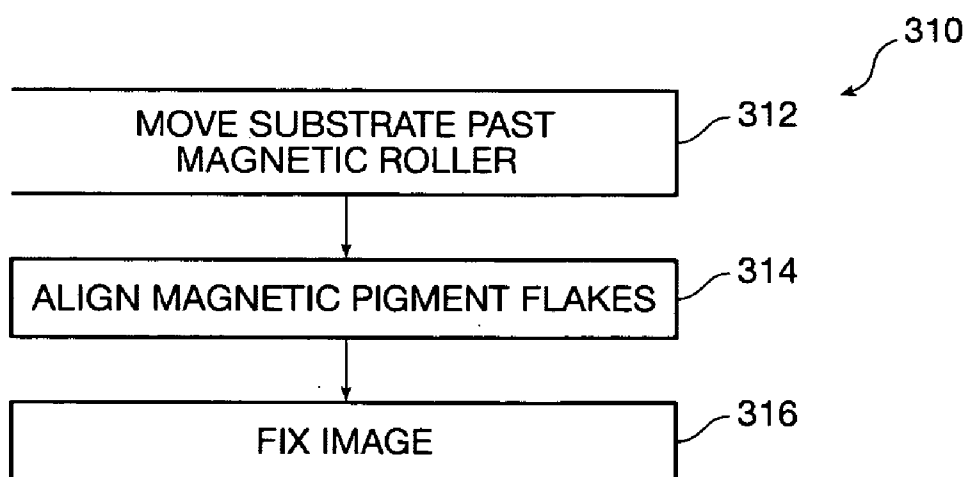 310
MOVE SUBSTRATE PAST
MAGNETIC ROLLER
312
ALIGN MAGNETIC PIGMENT FLAKES
314
FIX IMAGE
316